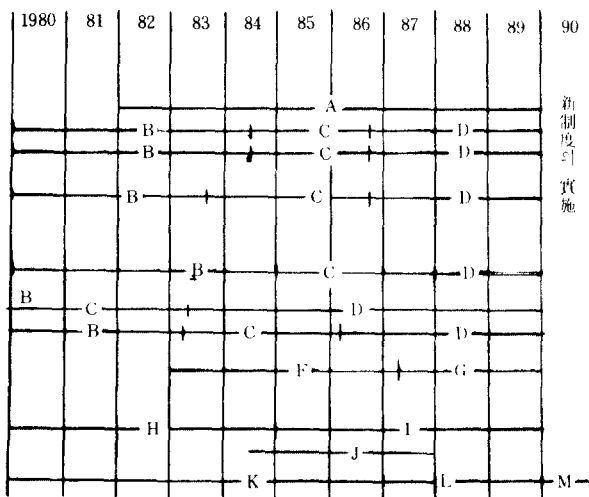 1980 81 82 83 84 85 86 87 88 89 90
A
B C D
B C D
B C D
B C D
B
C D
B C D
F G
H I
J
K L M
新制度의 實施